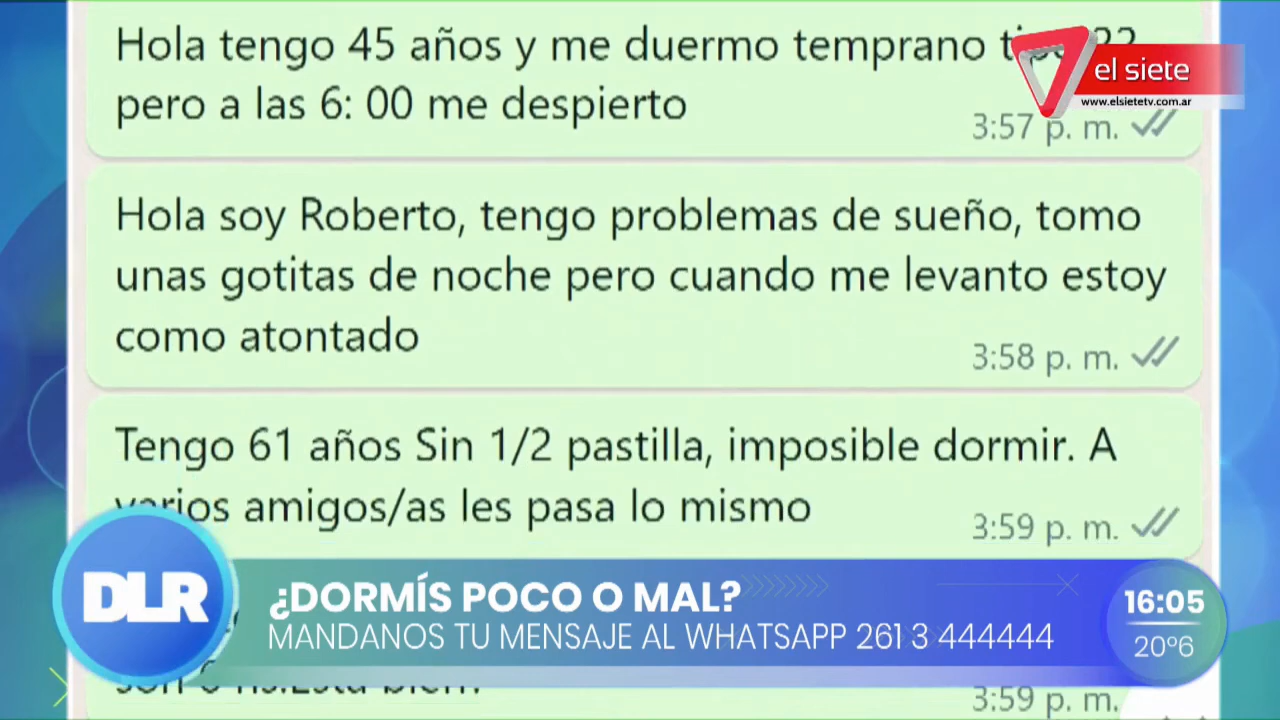 Hola tengo 45 años y me duermo temprano
pero a las 6: 00 me despierto
3:57 p. m.
el siete
www.elsietetv.com.ar
Hola soy Roberto, tengo problemas de sueño, tomo
unas gotitas de noche pero cuando me levanto estoy
como atontado
3:58 p. m.
Tengo 61 años Sin 1/2 pastilla, imposible dormir. A
varios amigos/as les pasa lo mismo
3:59 p. m.
DLR
¿DORMÍS POCO O MAL?
MANDANOS TU MENSAJE AL WHATSAPP 261 3 444444
16:05
20º6
3:59 p. m.